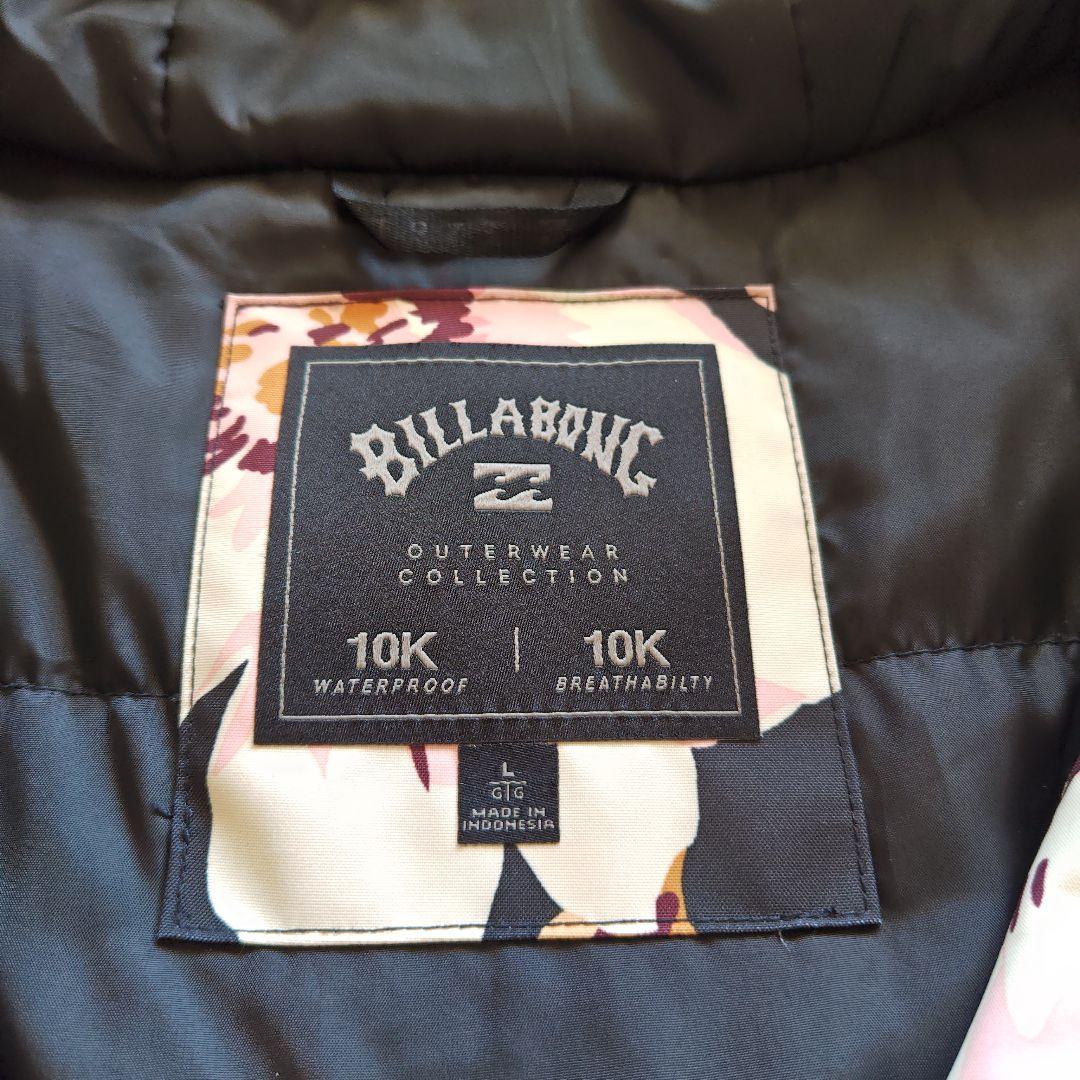 BILLABONG
OUTERWEAR
COLLECTION
10K | 10K
WATERPROOF BREATHABILTY
L
G G
MADE IN
INDONESIA